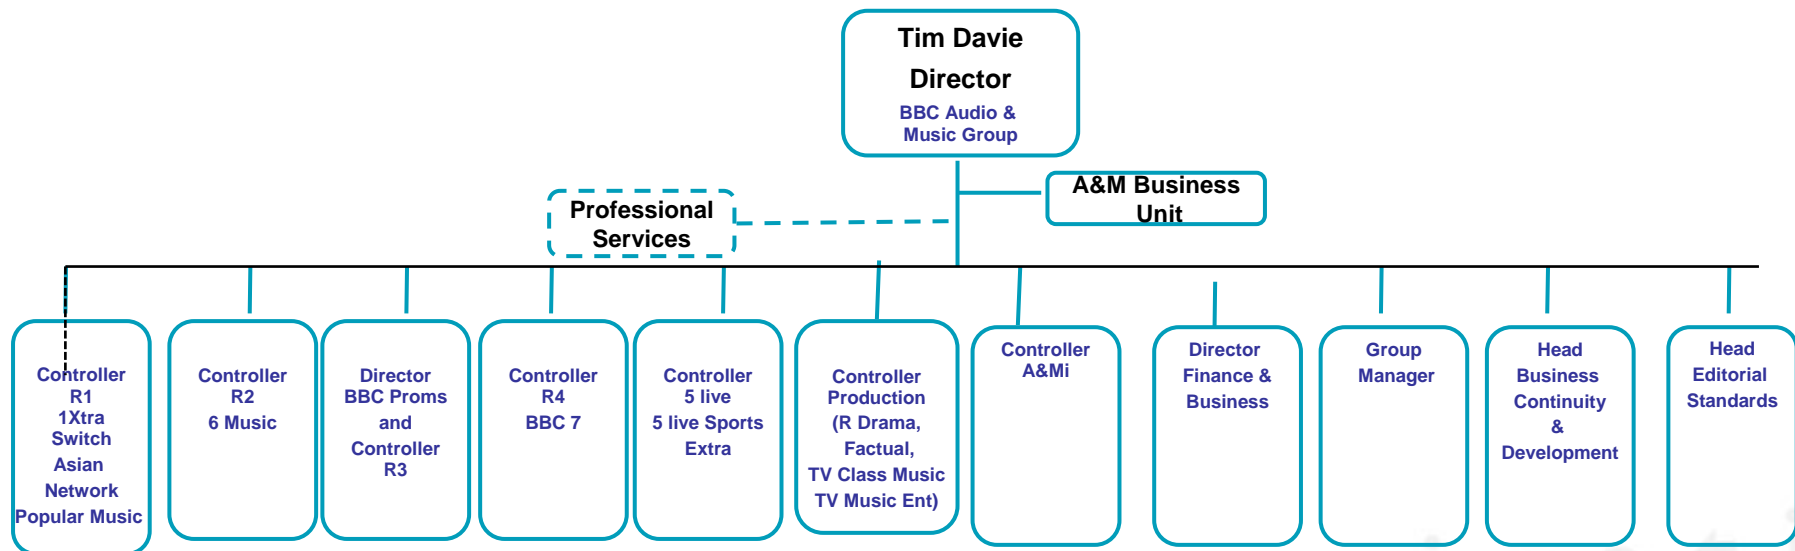 Tim Davie
Director
BBC Audio &
Music Group
A&M Business
Unit
Professional
Services
Controller
R1
1Xtra
Switch
Asian
Network
Popular Music
Controller
R2
6 Music
Director
BBC Proms
and
Controller
R3
Controller
R4
BBC 7
Controller
5 live
5 live Sports
Extra
Controller
Production
(R Drama,
Factual,
TV Class Music
TV Music Ent)
Controller
A&Mi
Director
Finance &
Business
Group
Manager
Head
Business
Continuity
&
Development
Head
Editorial
Standards